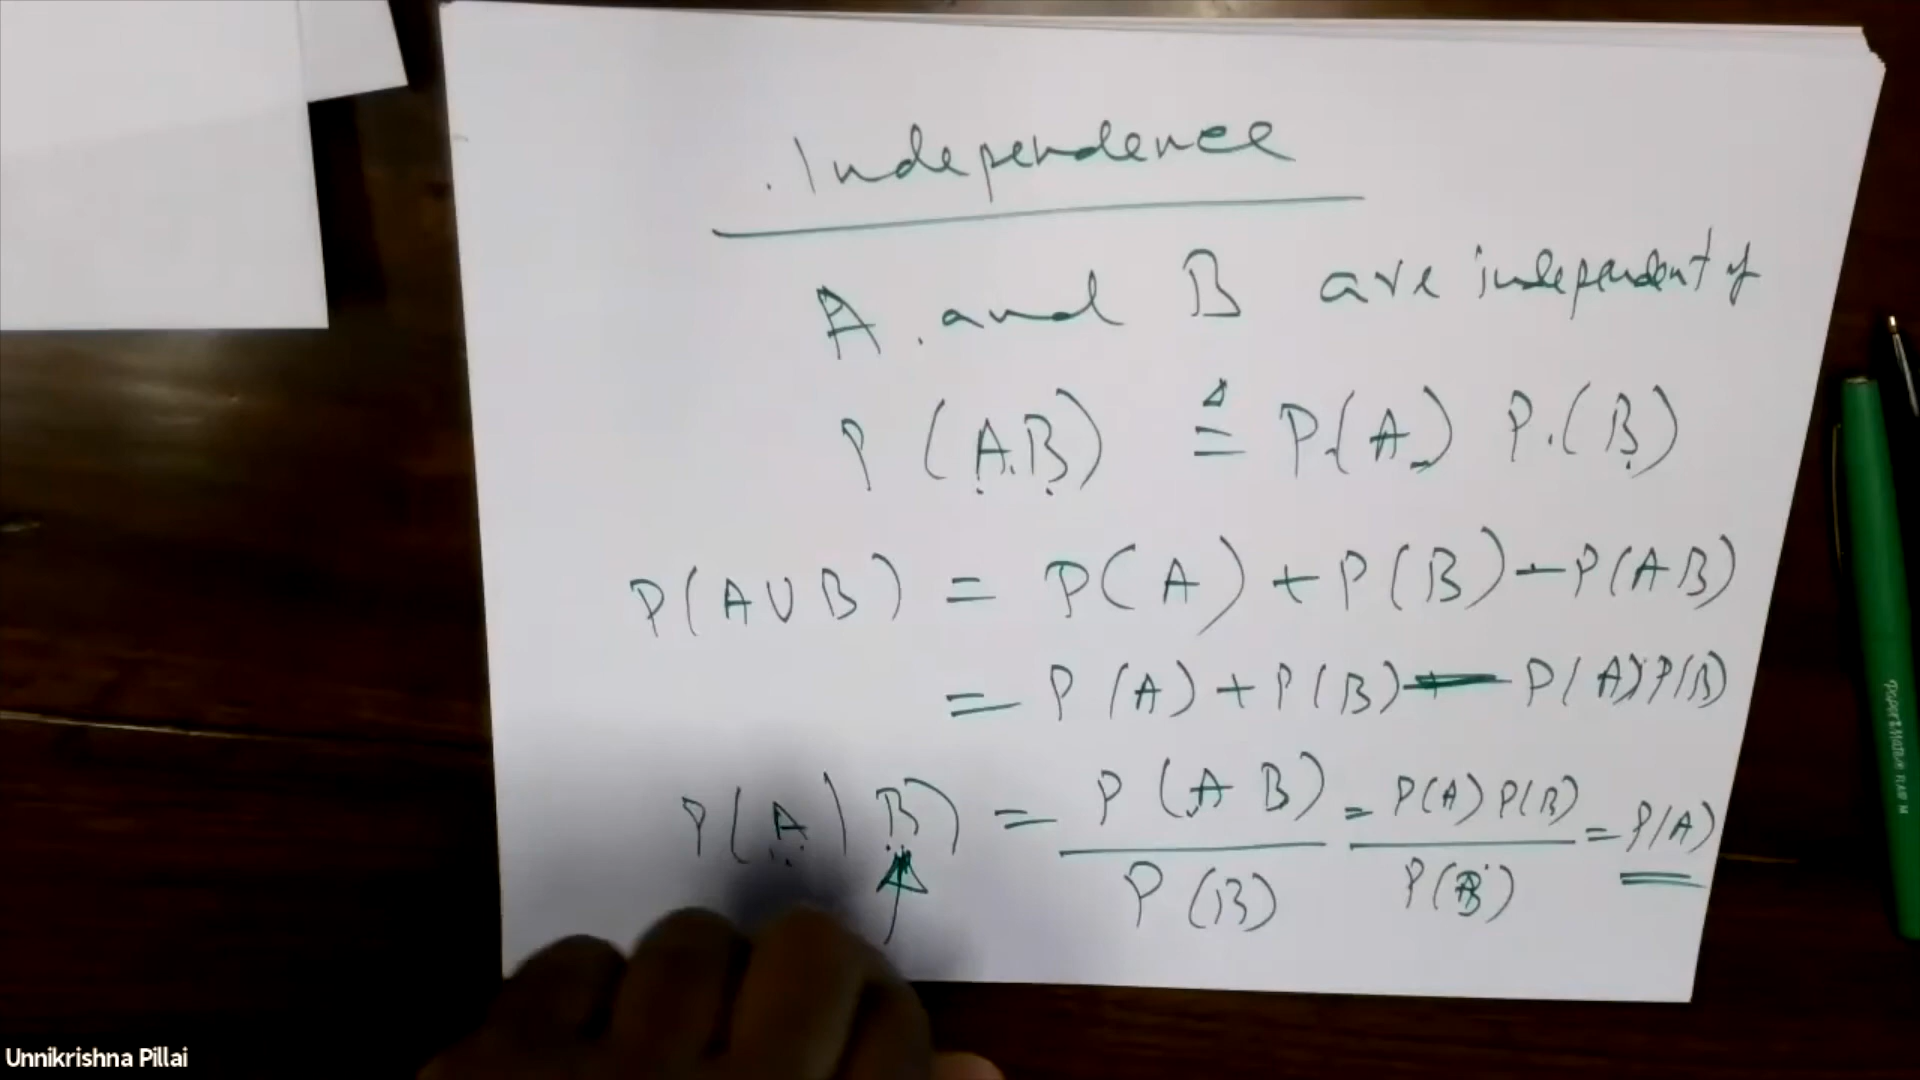 Independence
A and B are independent if
P(AB) ≜ P(A) P(B)
P(A∪B) = P(A) + P(B) - P(AB)
= P(A) + P(B) - P(A)P(B)
P(A|B) = P(AB) / P(B) = P(A)P(B) / P(B) = P(A)
Unnikrishna Pillai